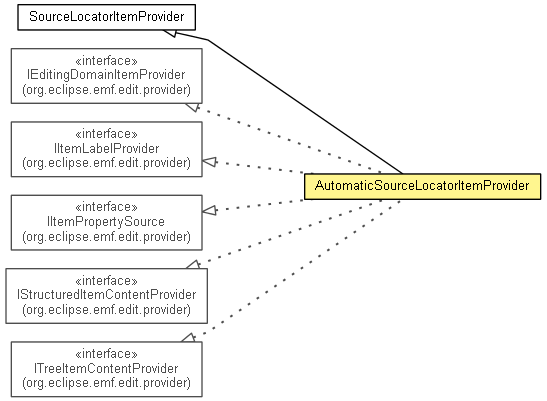 SourceLocatorItemProvider
«interface»
IEditingDomainItemProvider
(org.eclipse.emf.edit.provider)
«interface»
IItemLabelProvider
(org.eclipse.emf.edit.provider)
AutomaticSourceLocatorItemProvider
«interface»
IItemPropertySource
(org.eclipse.emf.edit.provider)
«interface»
IStructuredItemContentProvider
(org.eclipse.emf.edit.provider)
«interface»
ITreeItemContentProvider
(org.eclipse.emf.edit.provider)